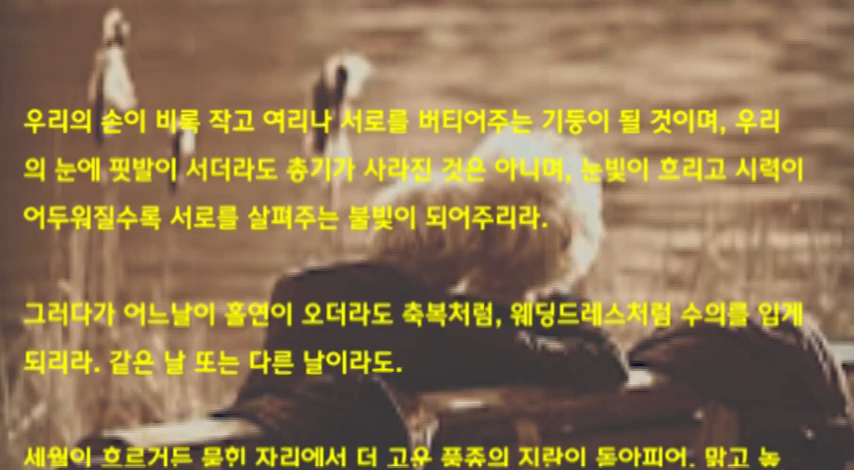 우리의 손이 비록 작고 여리나 서로를 버티어주는 기둥이 될 것이며, 우리
의 눈에 핏발이 서더라도 총기가 사라진 것은 아니며, 눈빛이 흐리고 시력이
어두워질수록 서로를 살펴주는 불빛이 되어주리라.
그러다가 어느날이 홀연이 오더라도 축복처럼, 웨딩드레스처럼 수의를 입게
되리라. 같은 날 또는 다른 날이라도.
세월이 흐르거든 묻힌 자리에서 더 고운 품종의 지란이 돋아피어, 맑고 높